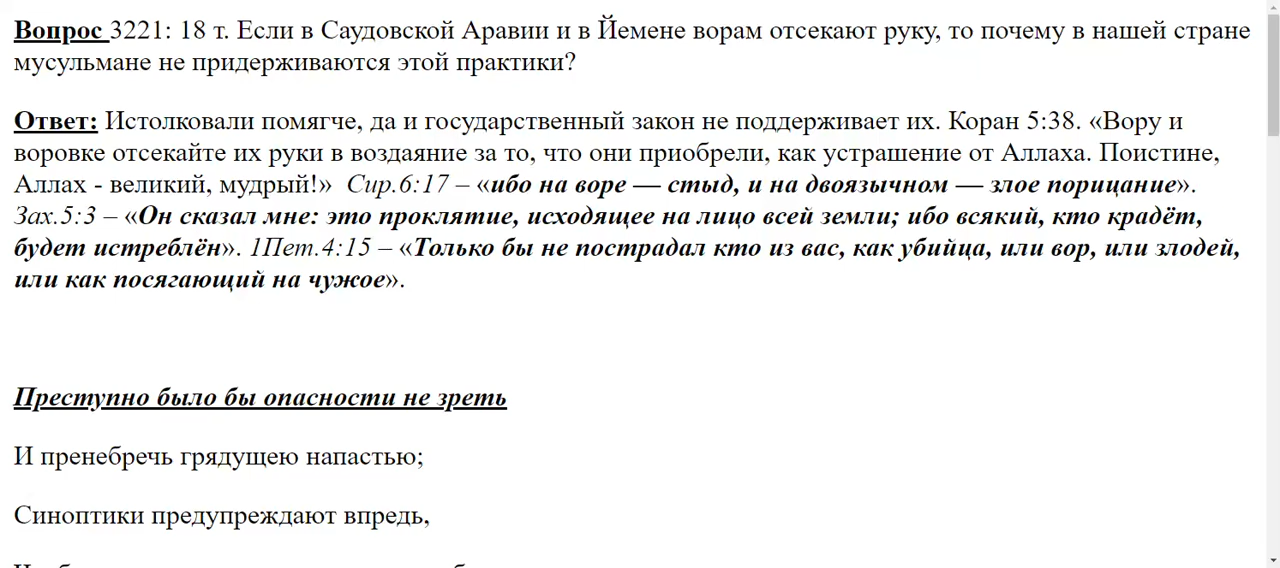 Вопрос 3221: 18 т. Если в Саудовской Аравии и в Йемене ворам отсекают руку, то почему в нашей стране
мусульмане не придерживаются этой практики?
Ответ: Истолковали помягче, да и государственный закон не поддерживает их. Коран 5:38. «Вору и
воровке отсекайте их руки в воздаяние за то, что они приобрели, как устрашение от Аллаха. Поистине,
Аллах - великий, мудрый!» Сир.6:17 – «ибо на воре — стыд, и на двоязычном — злое порицание».
Зах.5:3 – «Он сказал мне: это проклятие, исходящее на лицо всей земли; ибо всякий, кто крадёт,
будет истреблён». 1Пет.4:15 – «Только бы не пострадал кто из вас, как убийца, или вор, или злодей,
или как посягающий на чужое».
Преступно было бы опасности не зреть
И пренебречь грядущею напастью;
Синоптики предупреждают впредь,